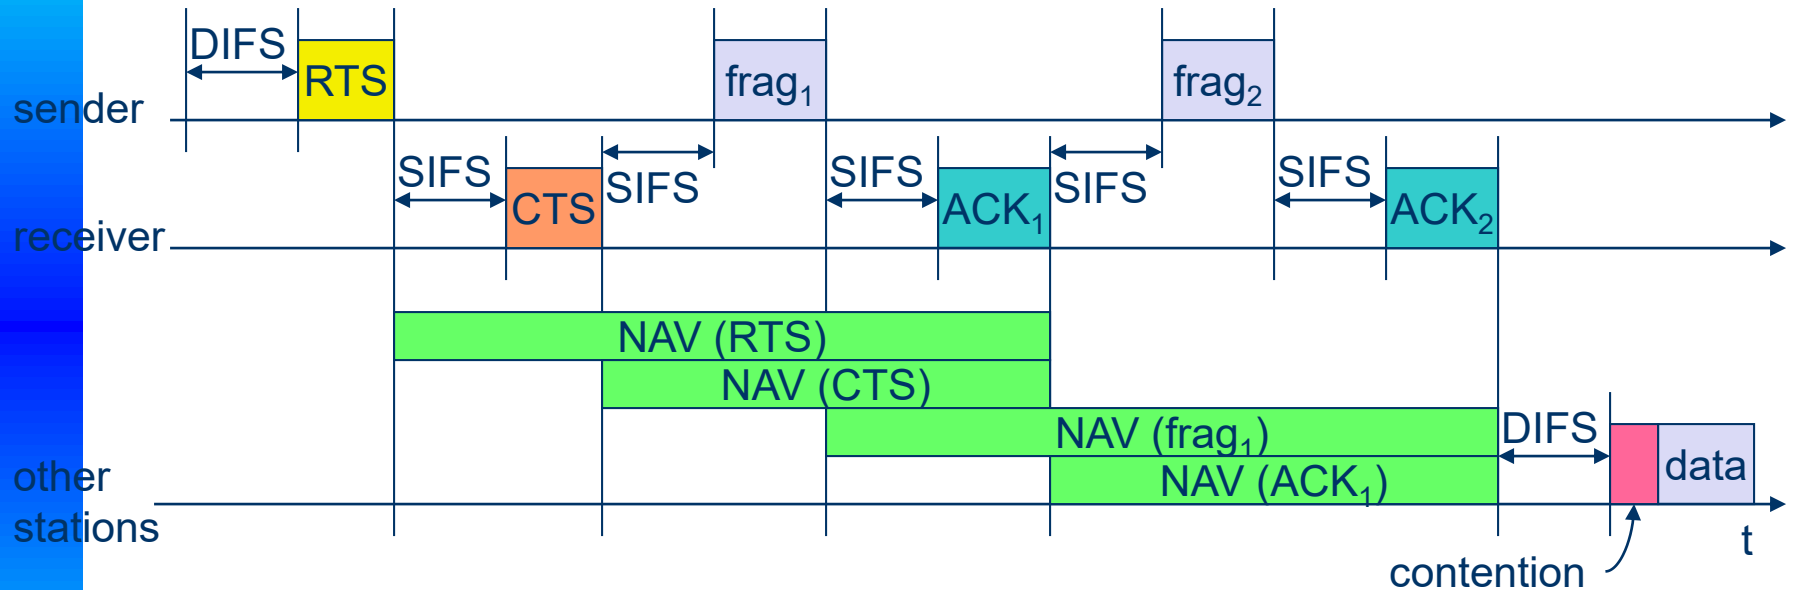 DIFS
RTS
frag₁
frag₂
sender
SIFS
CTS
SIFS
SIFS
ACK₁
SIFS
SIFS
ACK₂
receiver
NAV (RTS)
NAV (CTS)
NAV (frag₁)
DIFS
NAV (ACK₁)
data
other
stations
t
contention